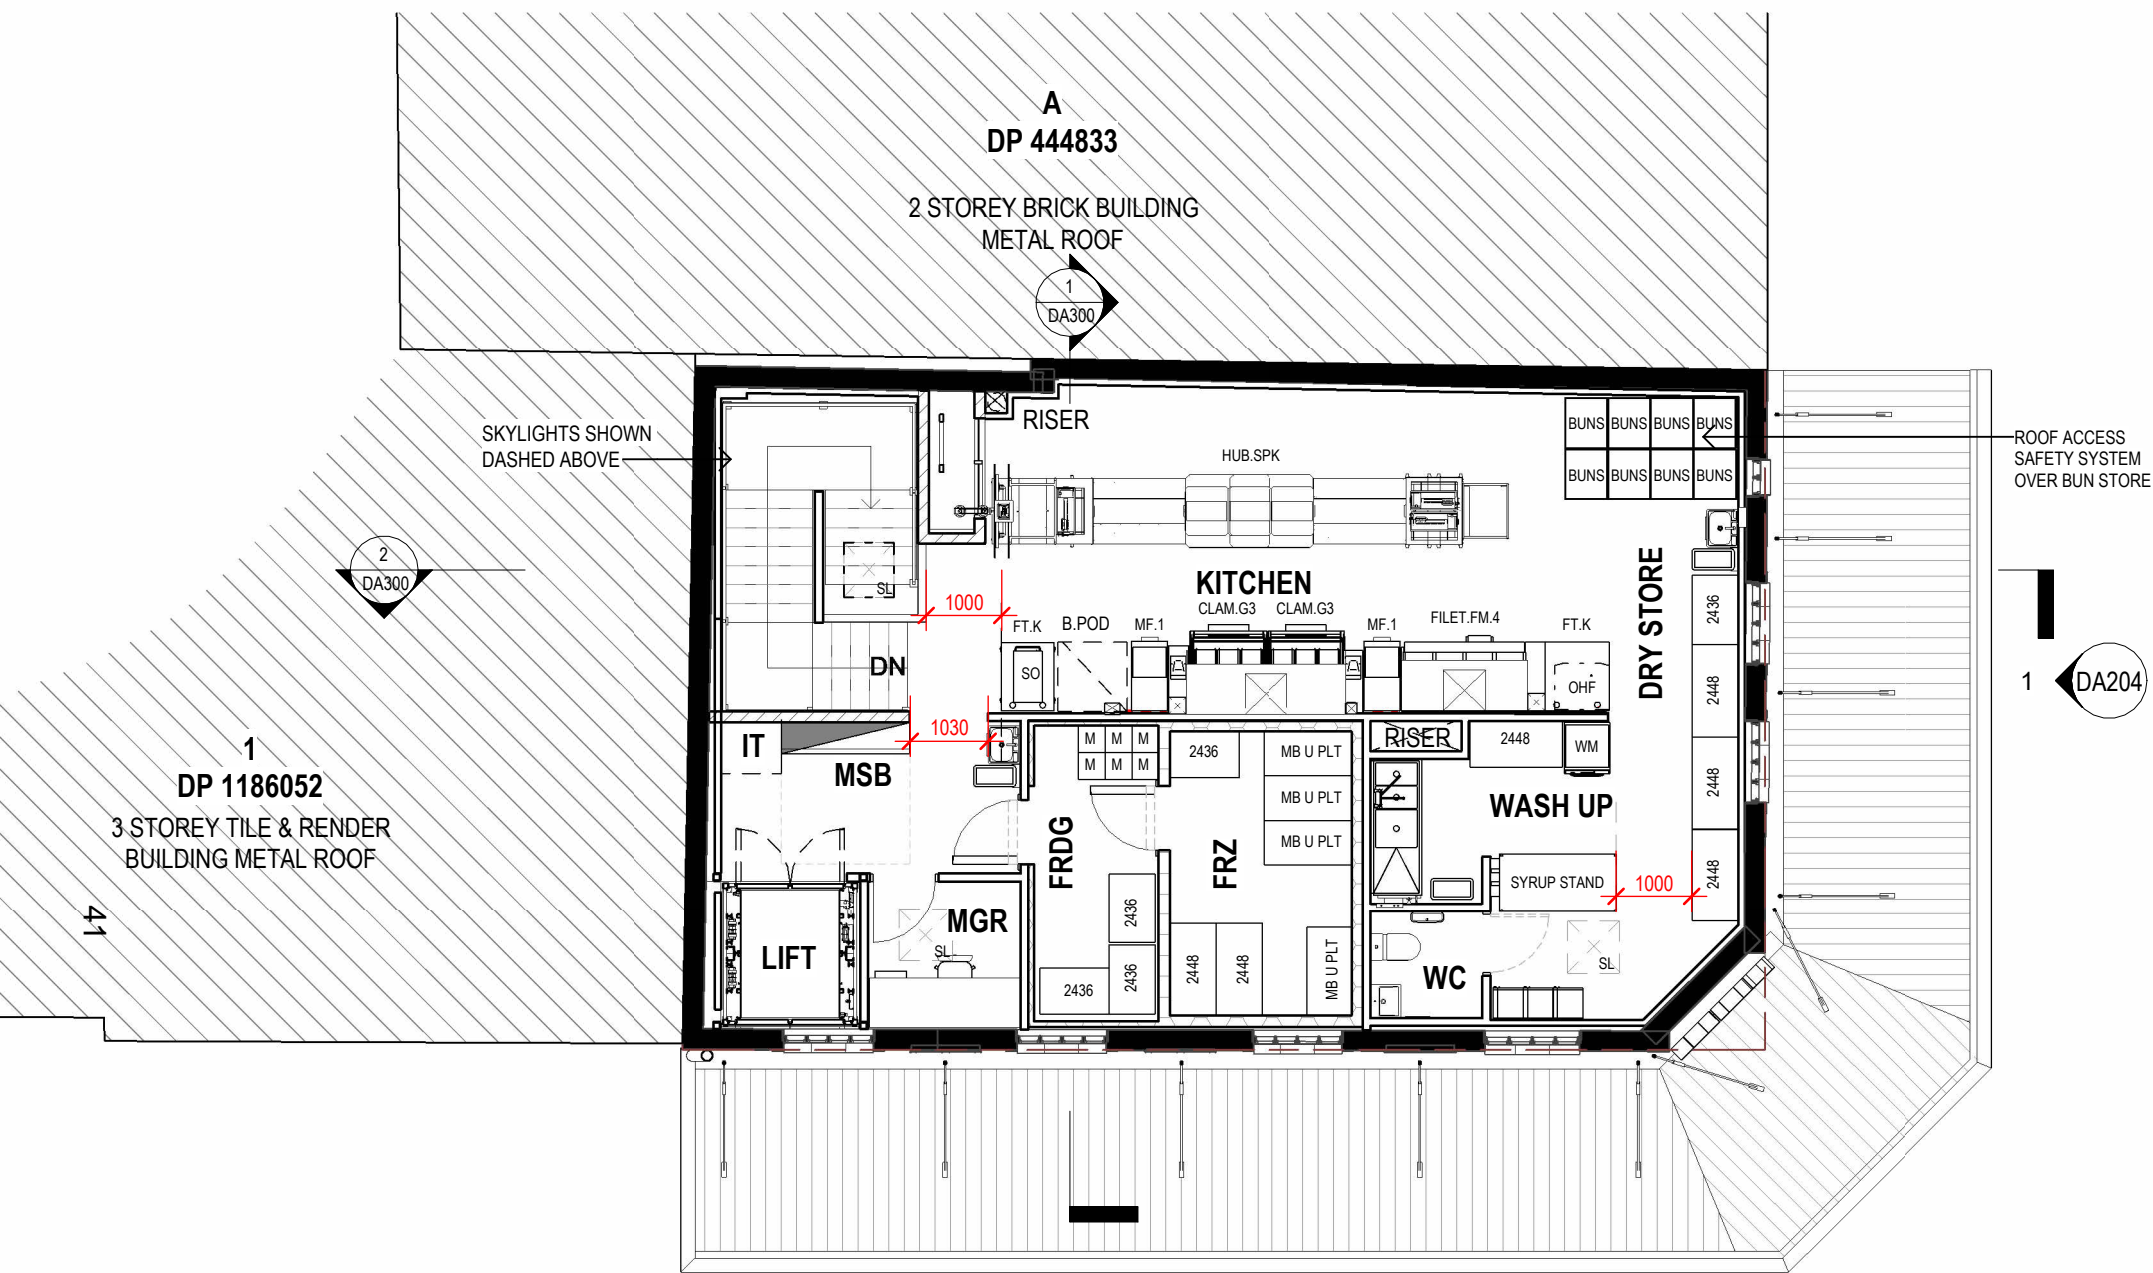 A
DP 444833
2 STOREY BRICK BUILDING
METAL ROOF
1
DA300
SKYLIGHTS SHOWN
DASHED ABOVE
RISER
HUB.SPK
BUNS BUNS BUNS BUNS
BUNS BUNS BUNS BUNS
ROOF ACCESS
SAFETY SYSTEM
OVER BUN STORE
2
DA300
SL
1000
KITCHEN
CLAM.G3 CLAM.G3
FT.K B.POD MF.1 MF.1 FILET.FM.4 FT.K
DN
SO
OHF
DRY STORE
2436
2448
2448
2448
1
DA204
1030
IT
MSB
M M M
M M M
2436
MB U PLT
MB U PLT
MB U PLT
RISER
2448
WM
WASH UP
1
DP 1186052
3 STOREY TILE & RENDER
BUILDING METAL ROOF
41
FRDG
FRZ
SYRUP STAND
1000
LIFT
MGR
SL
2436
2436
2436
2448
2448
MB U PLT
WC
SL